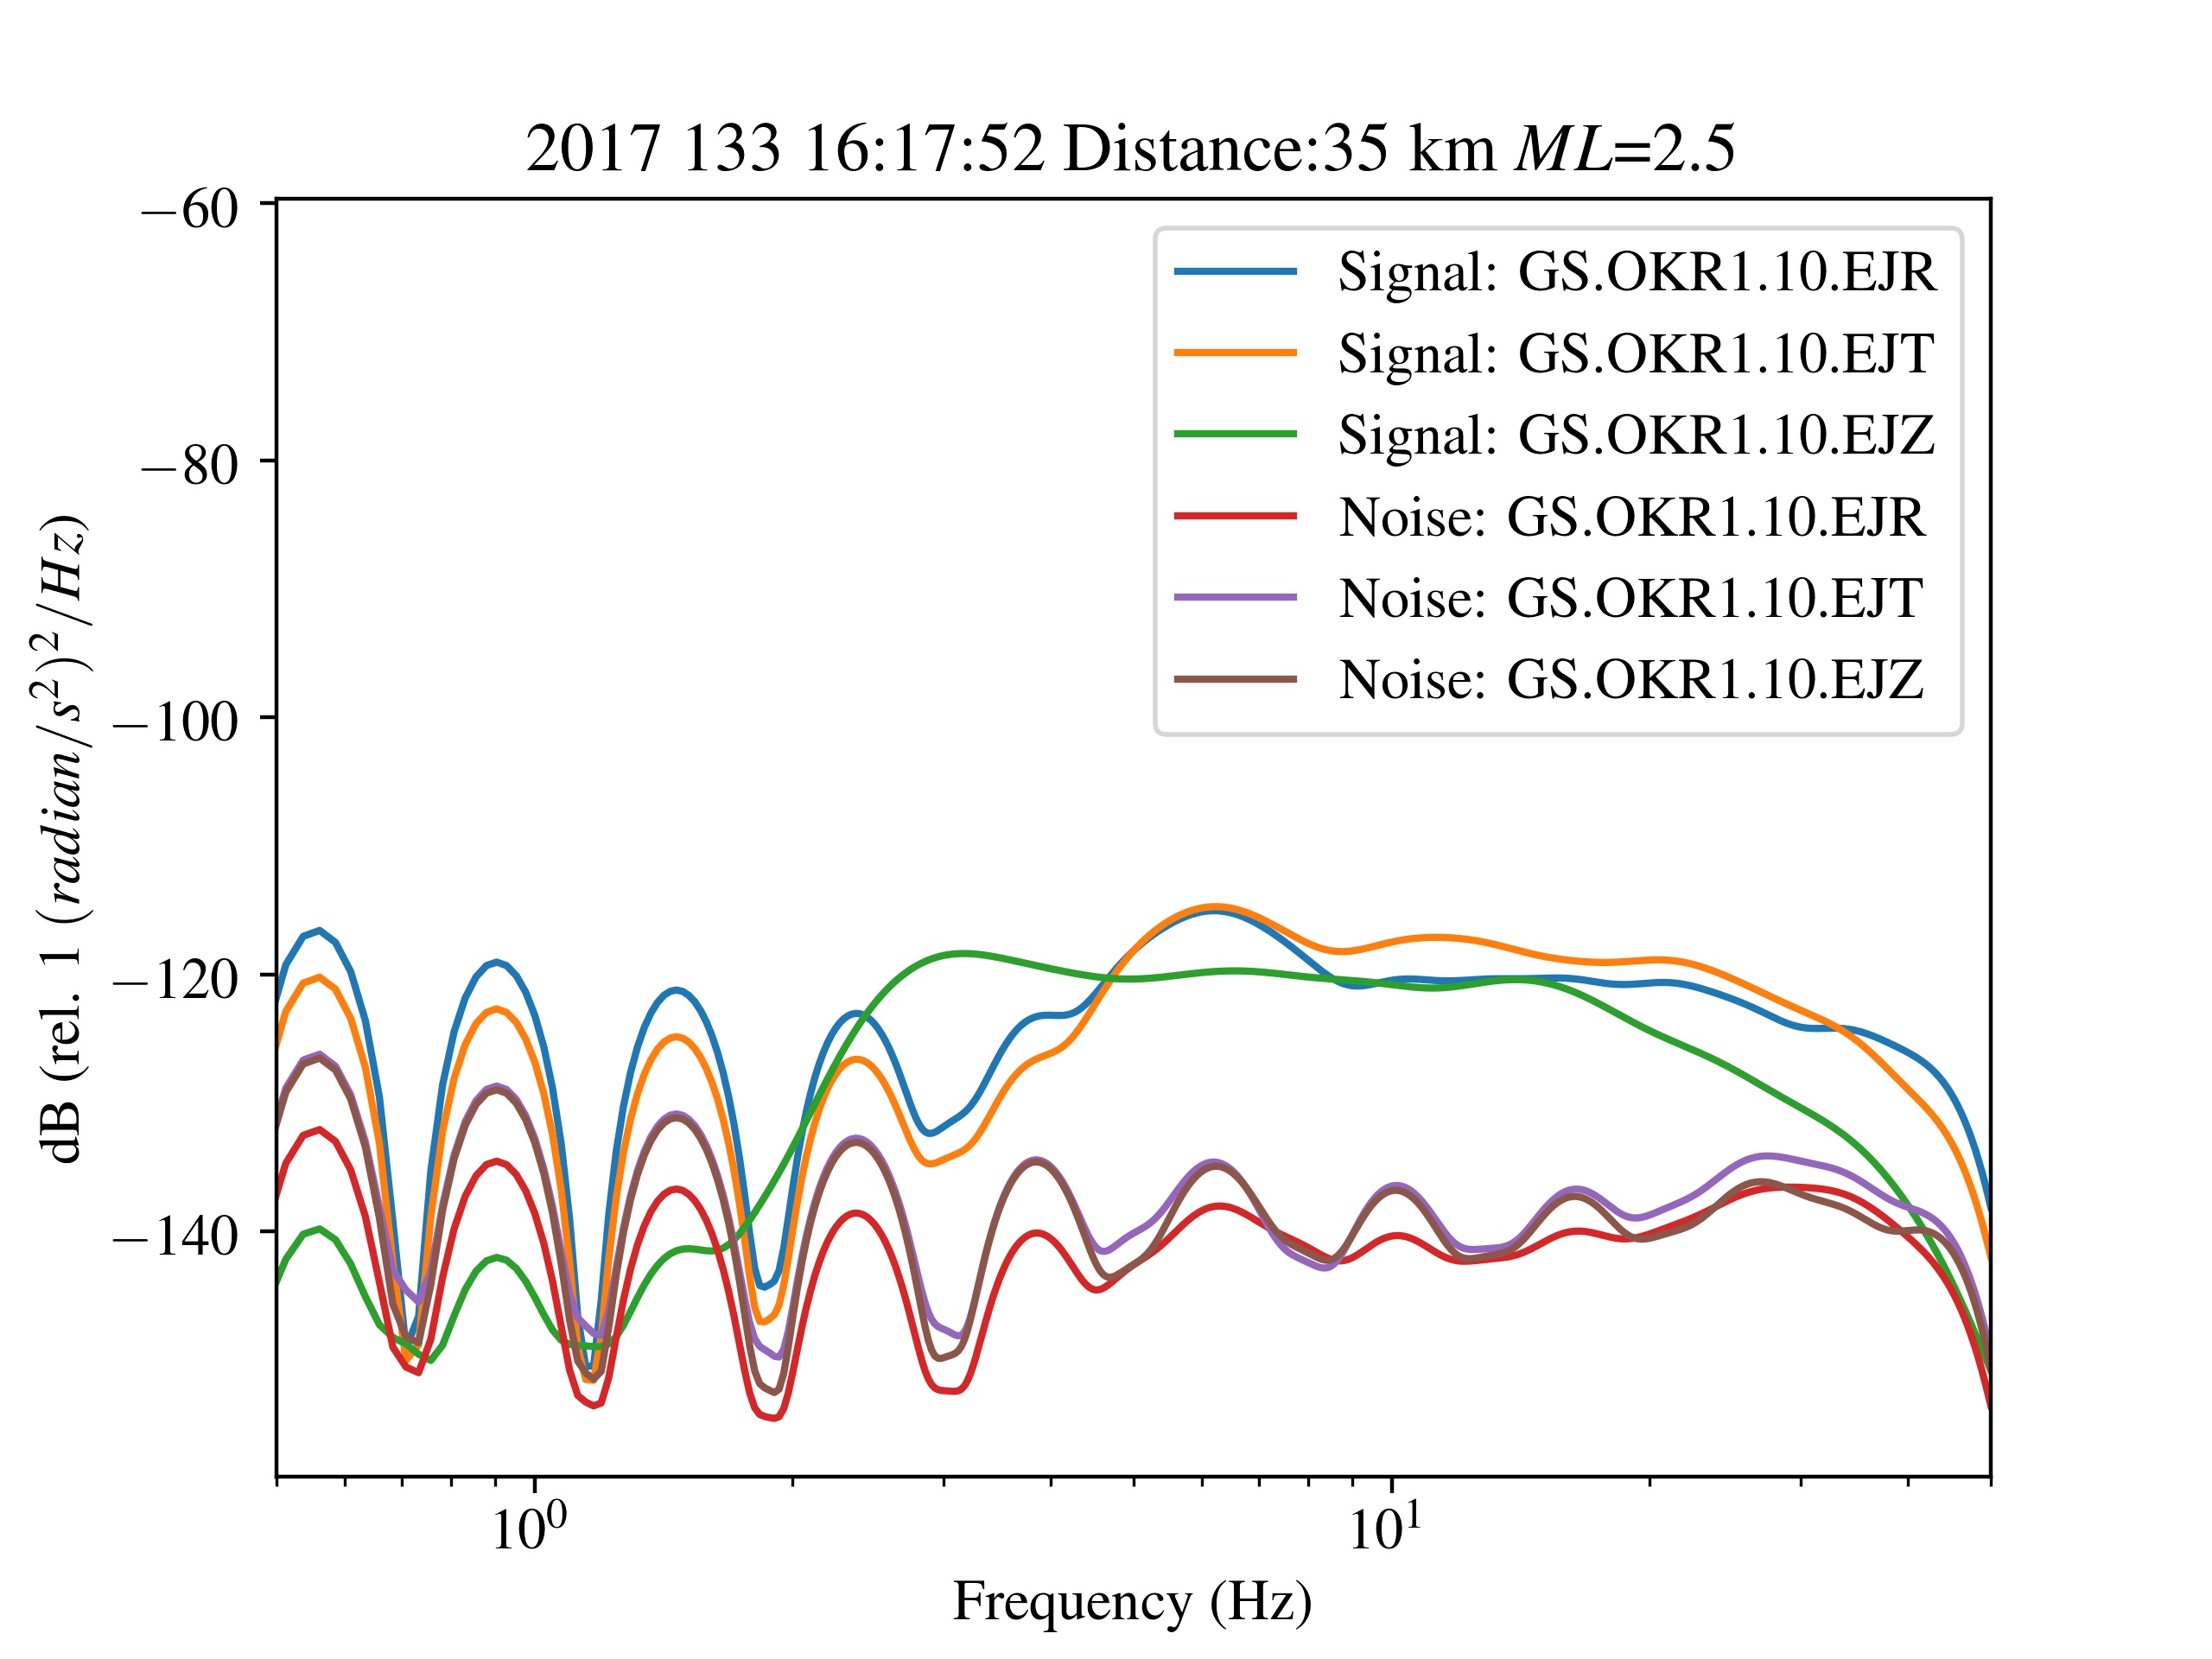 2017 133 16:17:52 Distance:35 km ML=2.5
dB (rel. 1 (radian/s²)²/Hz)
−60
−80
−100
−120
−140
Signal: GS.OKR1.10.EJR
Signal: GS.OKR1.10.EJT
Signal: GS.OKR1.10.EJZ
Noise: GS.OKR1.10.EJR
Noise: GS.OKR1.10.EJT
Noise: GS.OKR1.10.EJZ
10⁰ 10¹
Frequency (Hz)